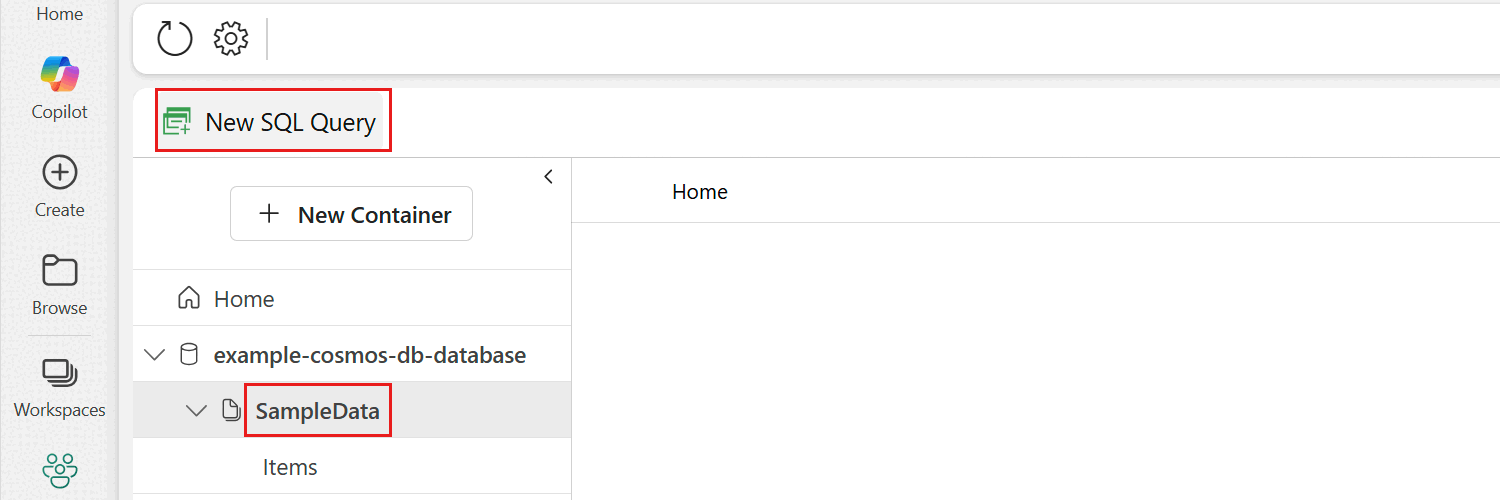 Home
Copilot
Create
Browse
Workspaces
New SQL Query
New Container
Home
example-cosmos-db-database
SampleData
Items
Home